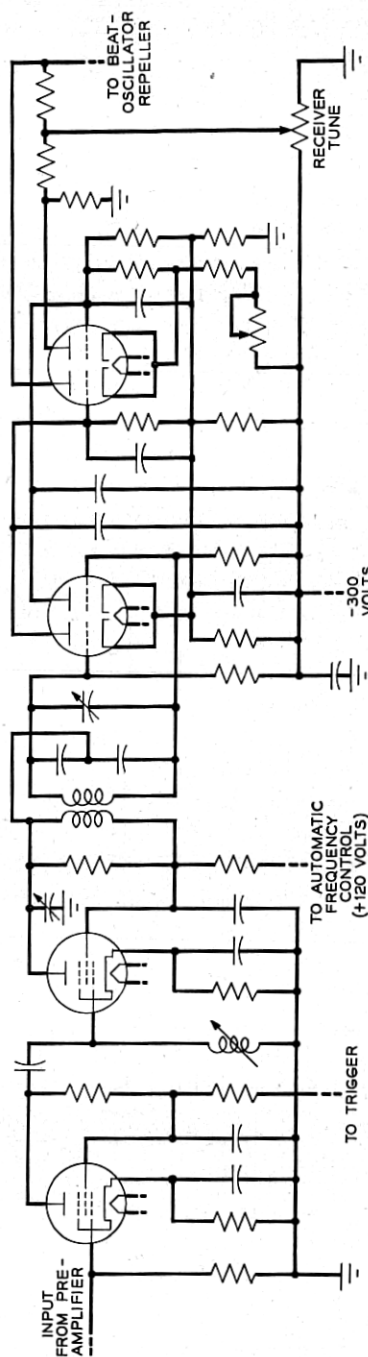 INPUT
FROM PRE-
AMPLIFIER
TO TRIGGER
TO AUTOMATIC
FREQUENCY
CONTROL
(+120 VOLTS)
-300
VOLTS
TO BEAT-
OSCILLATOR
REPELLER
RECEIVER
TUNE